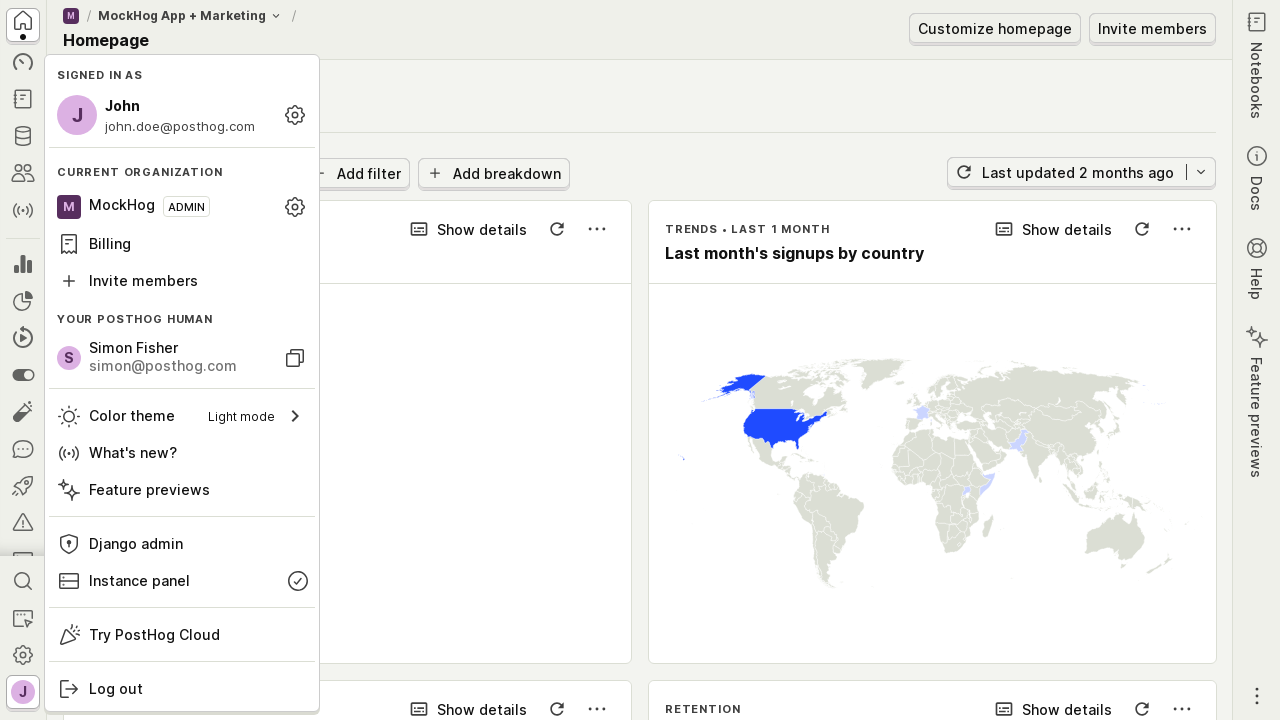 M / MockHog App + Marketing /
Homepage
Customize homepage
Invite members
SIGNED IN AS
J
John
john.doe@posthog.com
CURRENT ORGANIZATION
M MockHog ADMIN
Billing
Invite members
YOUR POSTHOG HUMAN
S
Simon Fisher
simon@posthog.com
Color theme Light mode
What's new?
Feature previews
Django admin
Instance panel
Try PostHog Cloud
Log out
J
Add filter
Add breakdown
Last updated 2 months ago
Show details
TRENDS • LAST 1 MONTH
Show details
Last month's signups by country
Show details
RETENTION
Show details
Notebooks
Docs
Help
Feature previews